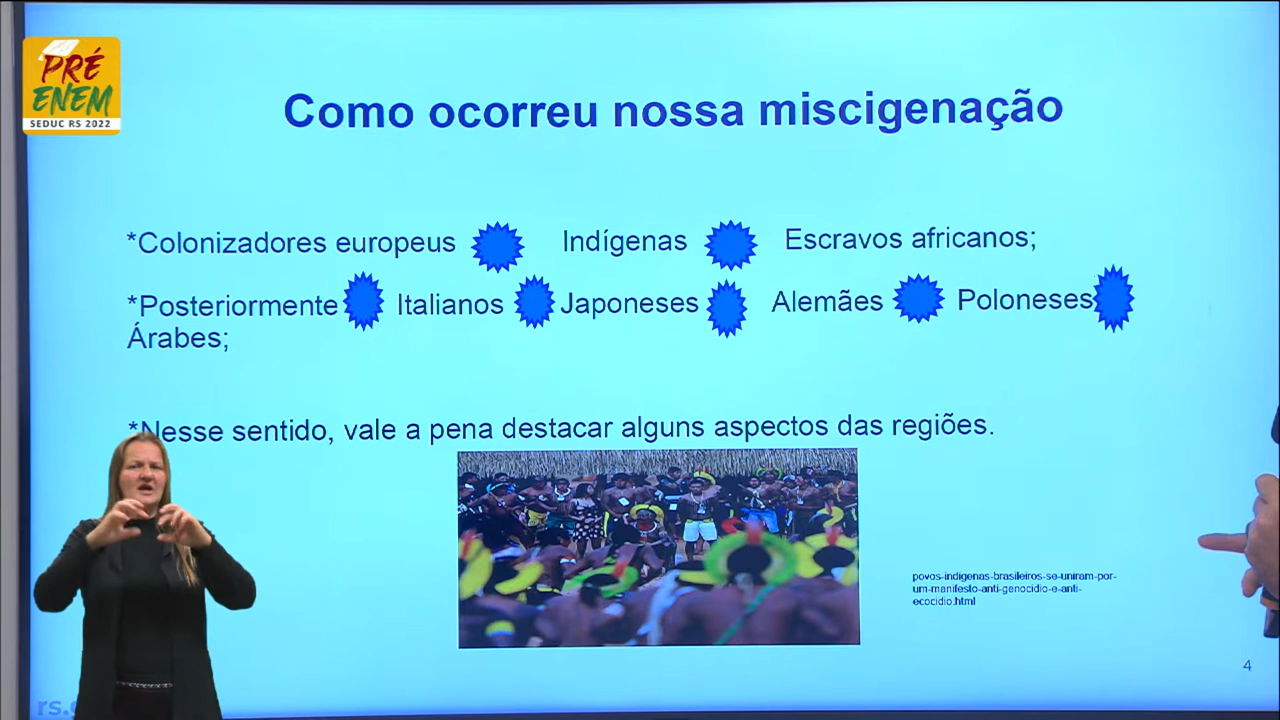 PRÉ
ENEM
SEDUC RS 2022
Como ocorreu nossa miscigenação
*Colonizadores europeus Indígenas Escravos africanos;
*Posteriormente Italianos Japoneses Alemães Poloneses
Árabes;
*Nesse sentido, vale a pena destacar alguns aspectos das regiões.
povos-indigenas-brasileiros-se-uniram-por-
um-manifesto-anti-genocidio-e-anti-
ecocidio.html
4